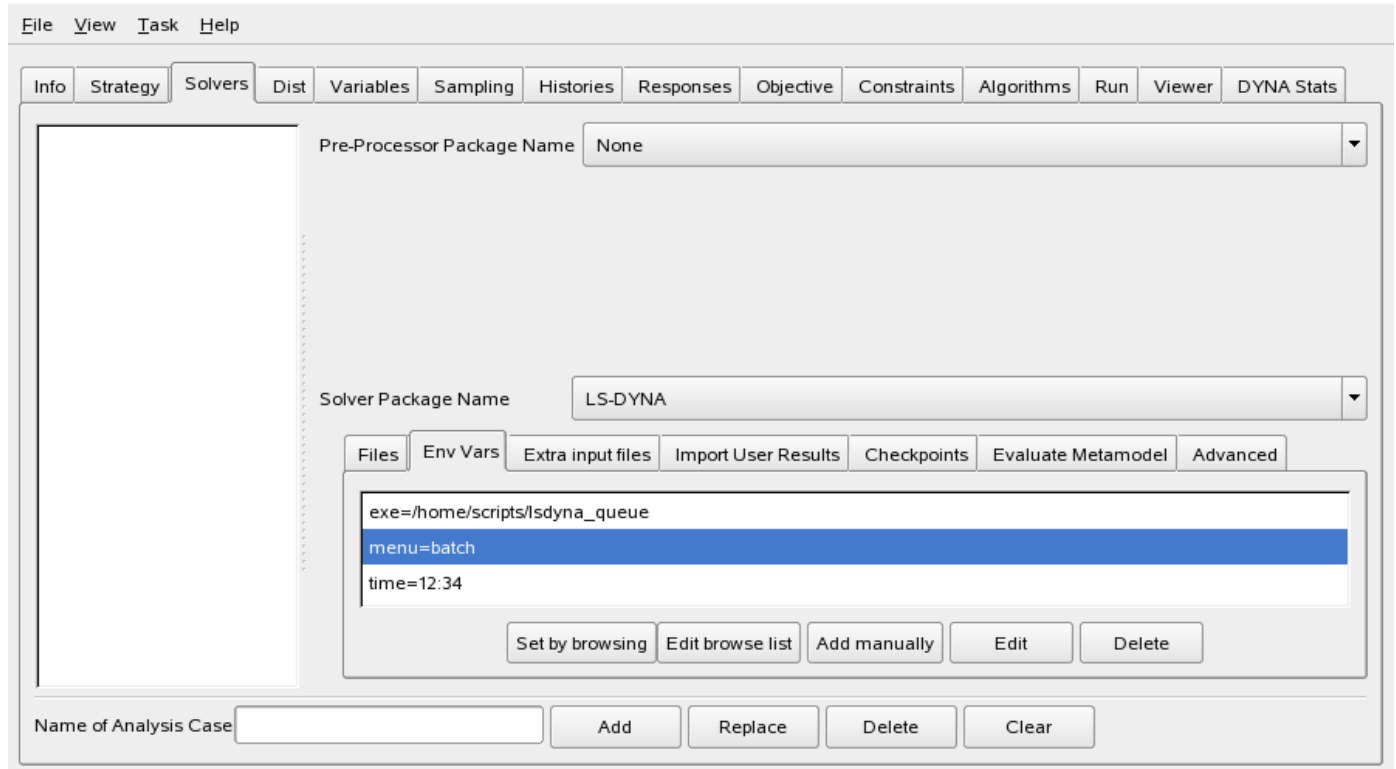 File View Task Help
Info Strategy Solvers Dist Variables Sampling Histories Responses Objective Constraints Algorithms Run Viewer DYNA Stats
Pre-Processor Package Name None
Solver Package Name LS-DYNA
Files Env Vars Extra input files Import User Results Checkpoints Evaluate Metamodel Advanced
exe=/home/scripts/lsdyna_queue
menu=batch
time=12:34
Set by browsing Edit browse list Add manually Edit Delete
Name of Analysis Case Add Replace Delete Clear